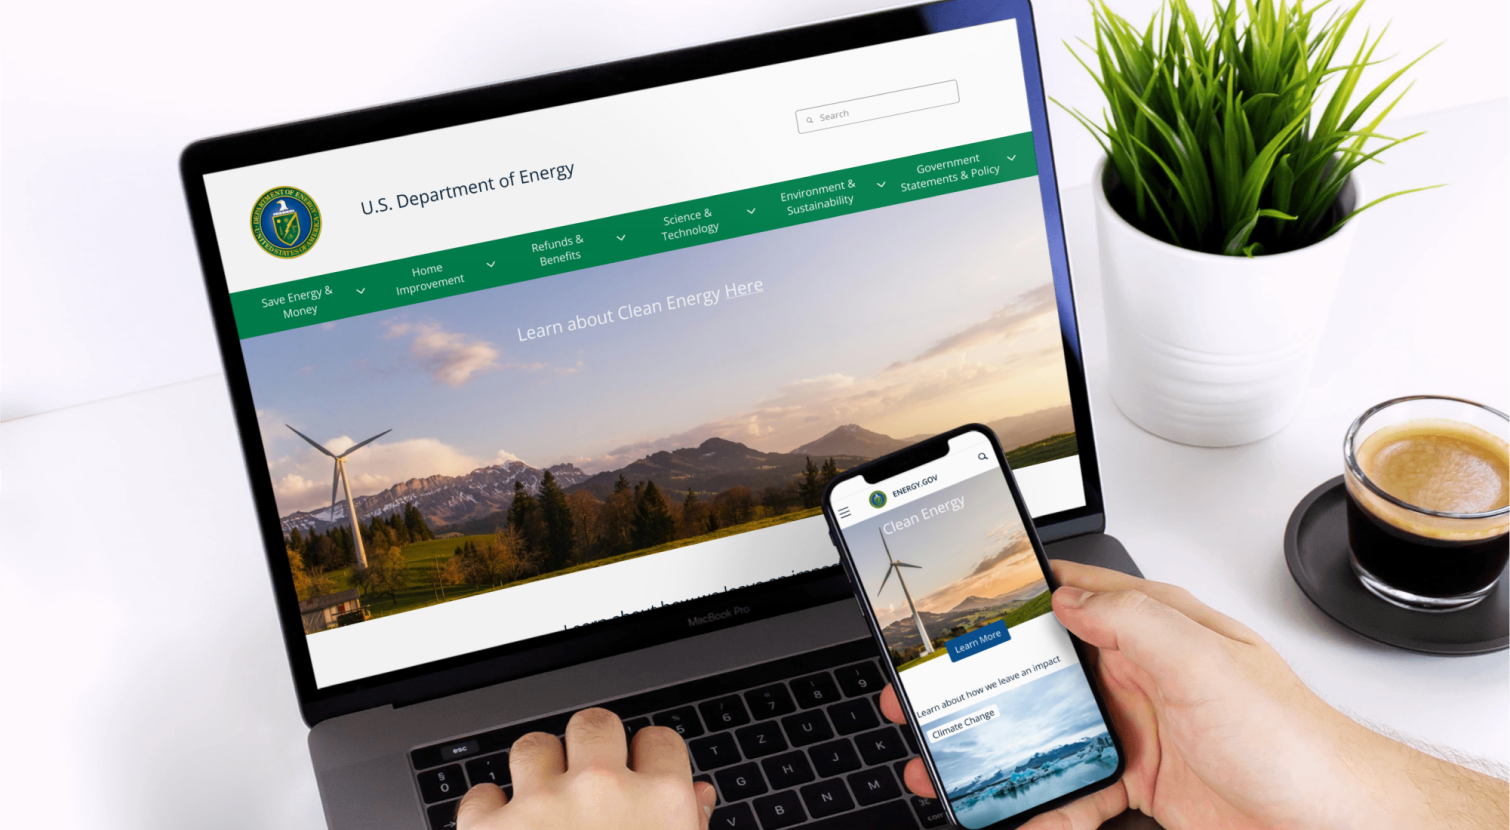 Search
U.S. Department of Energy
DEPARTMENT OF ENERGY
UNITED STATES OF AMERICA
Save Energy &
Money
Home
Improvement
Refunds &
Benefits
Science &
Technology
Environment &
Sustainability
Government
Statements & Policy
Learn about Clean Energy Here
MacBook Pro
ENERGY.GOV
Clean Energy
Learn More
Learn about how we leave an impact
Climate Change
esc
§ 1 5 6 7 8 9
0
T Z U I
G H J K
V B N M